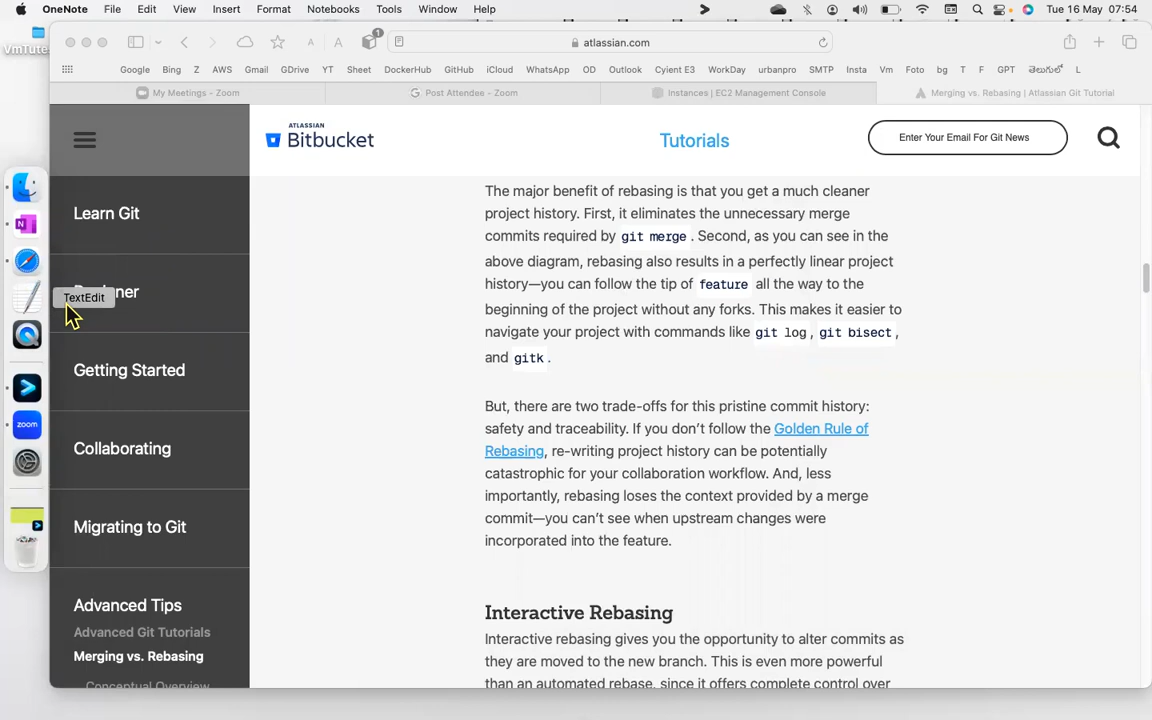 OneNote File Edit View Insert Format Notebooks Tools Window Help Tue 16 May 07:54
VmTute
1
atlassian.com
Google Bing Z AWS Gmail GDrive YT Sheet DockerHub GitHub iCloud WhatsApp OD Outlook Cyient E3 WorkDay urbanpro SMTP Insta Vm Foto bg T F GPT తెలుగులో L
My Meetings - Zoom Post Attendee - Zoom Instances | EC2 Management Console Merging vs. Rebasing | Atlassian Git Tutorial
ATLASSIAN
Bitbucket
Tutorials
Enter Your Email For Git News
Learn Git
TextEdit
Getting Started
Collaborating
Migrating to Git
Advanced Tips
Advanced Git Tutorials
Merging vs. Rebasing
Conceptual Overview
zoom
The major benefit of rebasing is that you get a much cleaner
project history. First, it eliminates the unnecessary merge
commits required by git merge . Second, as you can see in the
above diagram, rebasing also results in a perfectly linear project
history—you can follow the tip of feature all the way to the
beginning of the project without any forks. This makes it easier to
navigate your project with commands like git log , git bisect ,
and gitk .
But, there are two trade-offs for this pristine commit history:
safety and traceability. If you don't follow the Golden Rule of
Rebasing, re-writing project history can be potentially
catastrophic for your collaboration workflow. And, less
importantly, rebasing loses the context provided by a merge
commit—you can't see when upstream changes were
incorporated into the feature.
Interactive Rebasing
Interactive rebasing gives you the opportunity to alter commits as
they are moved to the new branch. This is even more powerful
than an automated rebase, since it offers complete control over